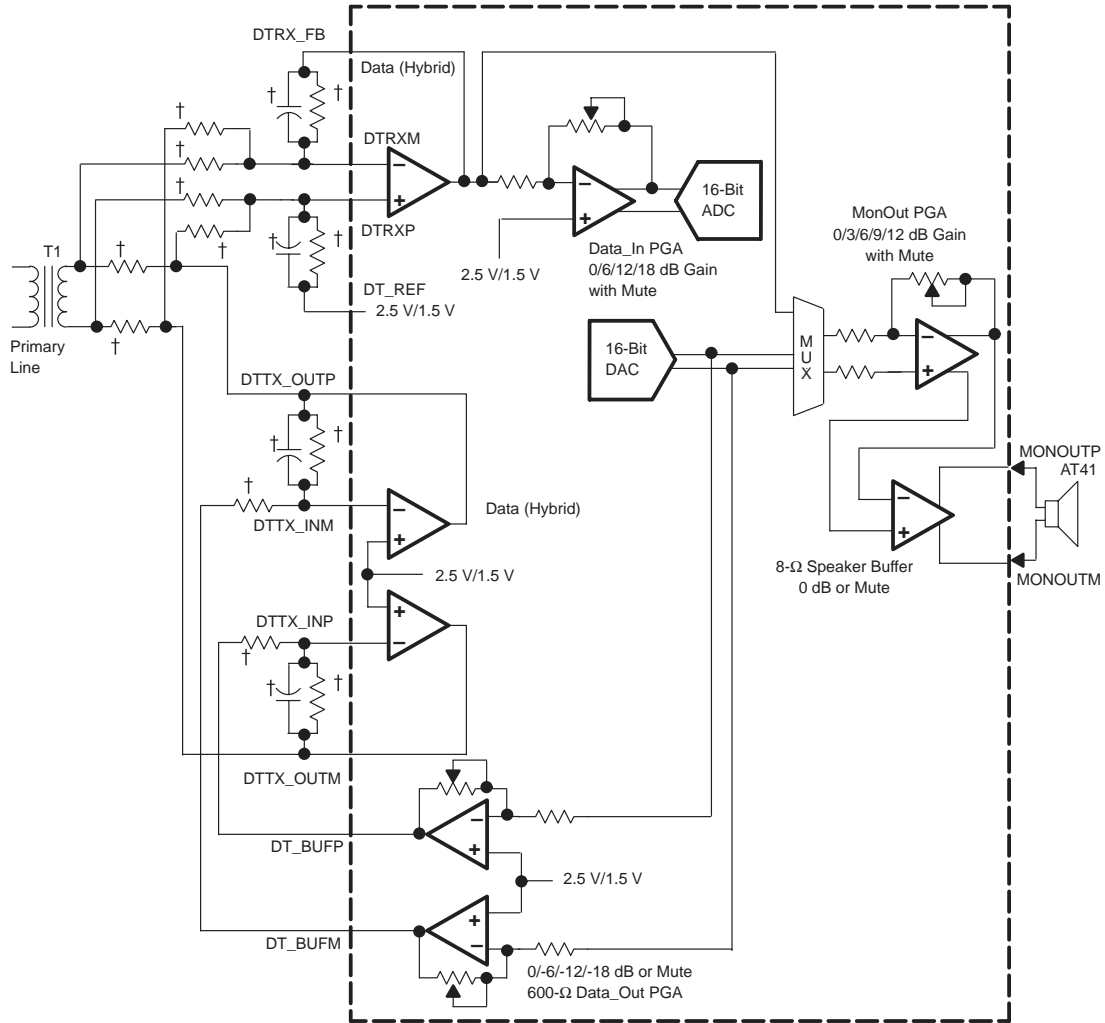 DTRX_FB
Data (Hybrid)
†
†
†
DTRXM
†
†
†
†
†
DTRXP
DT_REF
2.5 V/1.5 V
T1
†
†
Primary
Line
−
+
2.5 V/1.5 V
−
+
16-Bit
ADC
Data_In PGA
0/6/12/18 dB Gain
with Mute
MonOut PGA
0/3/6/9/12 dB Gain
with Mute
16-Bit
DAC
MUX
−
+
DTTX_OUTP
†
†
†
DTTX_INM
−
+
Data (Hybrid)
2.5 V/1.5 V
−
+
MONOUTP
AT41
8-Ω Speaker Buffer
0 dB or Mute
MONOUTM
DTTX_INP
+
−
†
†
†
DTTX_OUTM
DT_BUFP
−
+
2.5 V/1.5 V
DT_BUFM
+
−
0/-6/-12/-18 dB or Mute
600-Ω Data_Out PGA